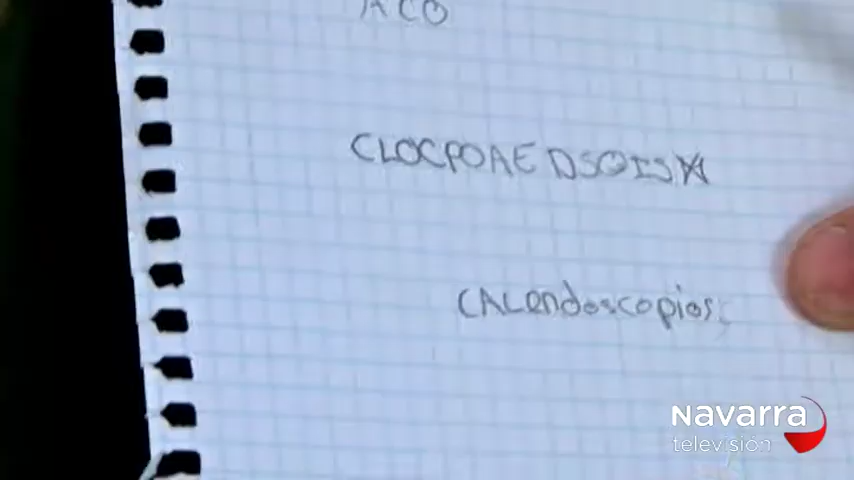 ACO
CLOCPOAEDSOISA
CALendoscopios
Navarra
televisión